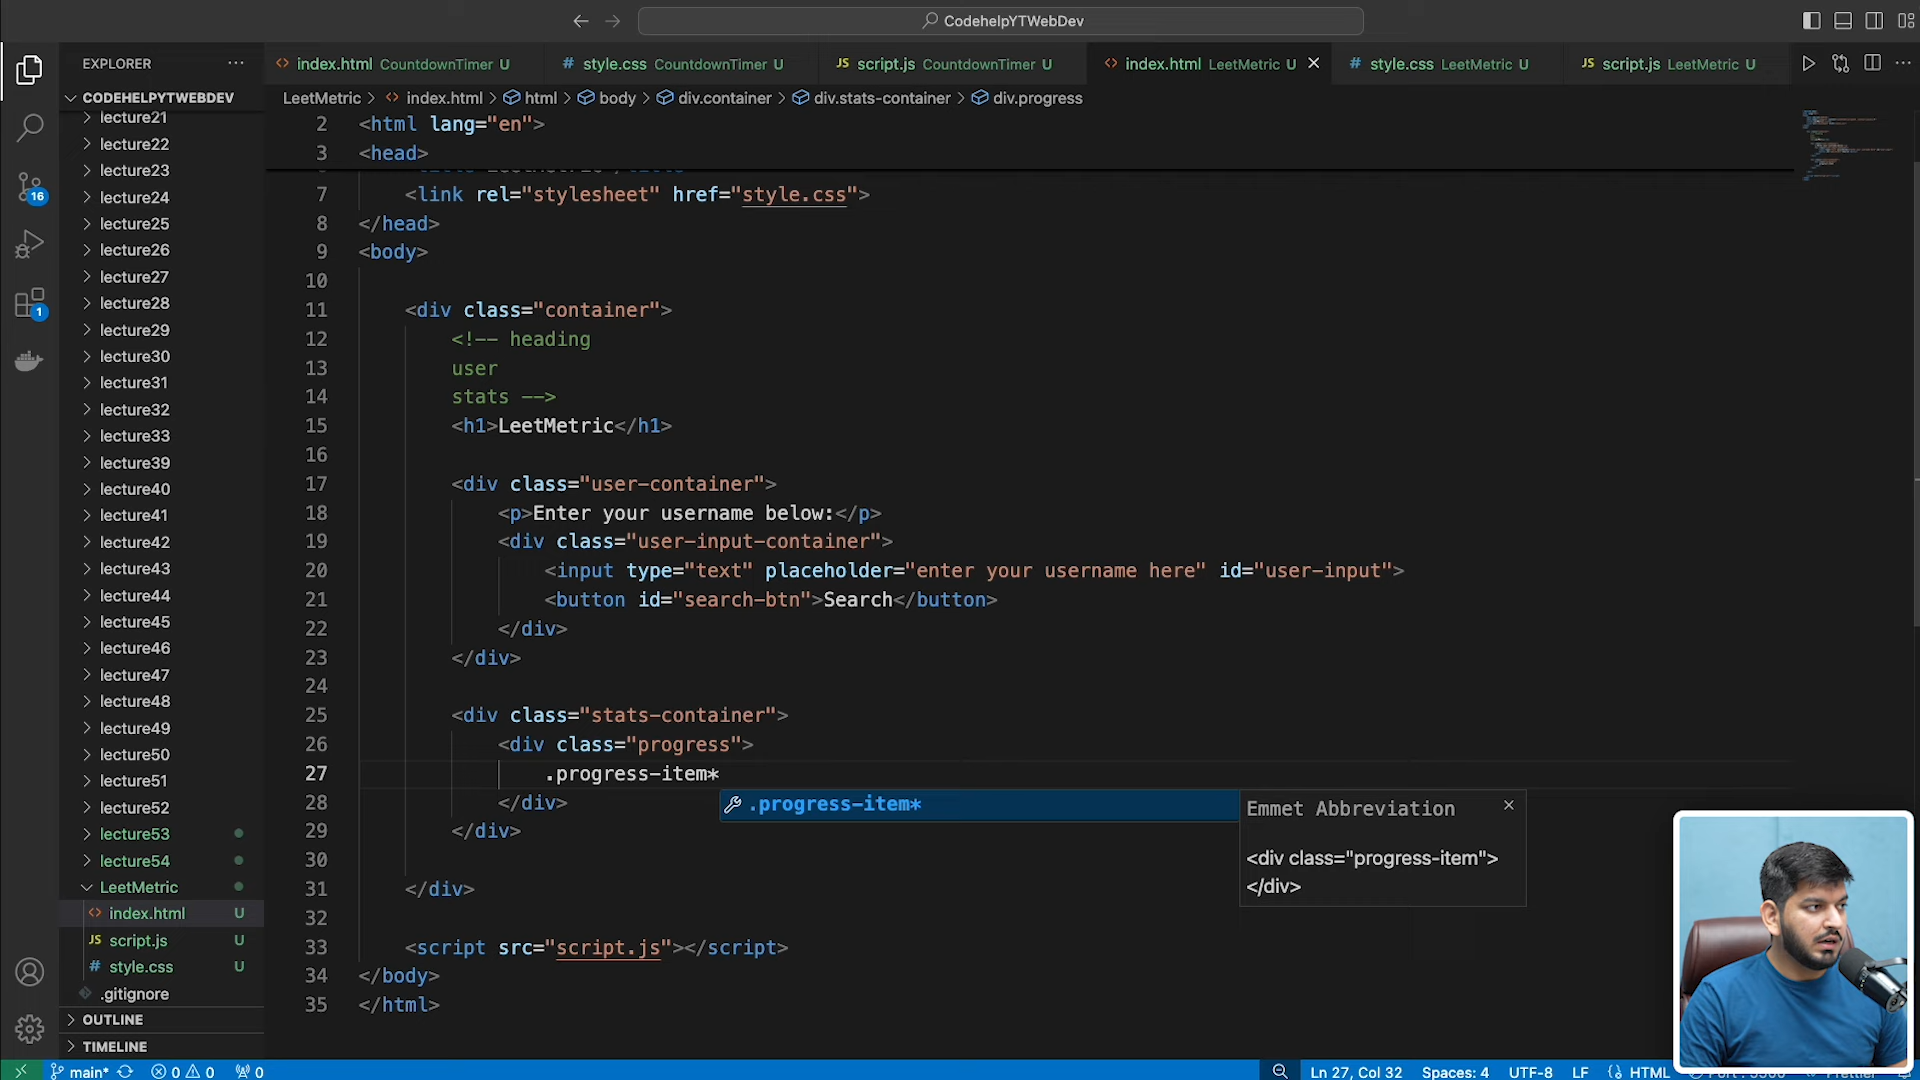 CodehelpYTWebDev
EXPLORER
index.html CountdownTimer U
style.css CountdownTimer U
JS script.js CountdownTimer U
index.html LeetMetric U
style.css LeetMetric U
JS script.js LeetMetric U
CODEHELPYTWEBDEV
LeetMetric > index.html > html > body > div.container > div.stats-container > div.progress
lecture21
lecture22
lecture23
lecture24
lecture25
lecture26
lecture27
lecture28
lecture29
lecture30
lecture31
lecture32
lecture33
lecture39
lecture40
lecture41
lecture42
lecture43
lecture44
lecture45
lecture46
lecture47
lecture48
lecture49
lecture50
lecture51
lecture52
lecture53
lecture54
LeetMetric
index.html U
JS script.js U
# style.css U
.gitignore
OUTLINE
TIMELINE
16
1
2 <html lang="en">
3 <head>
7 <link rel="stylesheet" href="style.css">
8 </head>
9 <body>
10
11 <div class="container">
12 <!-- heading
13 user
14 stats -->
15 <h1>LeetMetric</h1>
16
17 <div class="user-container">
18 <p>Enter your username below:</p>
19 <div class="user-input-container">
20 <input type="text" placeholder="enter your username here" id="user-input">
21 <button id="search-btn">Search</button>
22 </div>
23 </div>
24
25 <div class="stats-container">
26 <div class="progress">
27 .progress-item*
28 </div>
29 </div>
30
31 </div>
32
33 <script src="script.js"></script>
34 </body>
35 </html>
.progress-item*
Emmet Abbreviation
<div class="progress-item">
</div>
main* 0 0 0
Ln 27, Col 32 Spaces: 4 UTF-8 LF HTML